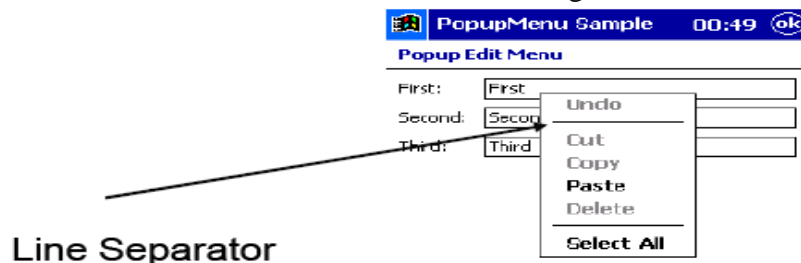 PopupMenu Sample 00:49 ok
Popup Edit Menu
First: First
Undo
Second: Secon
Cut
Third: Third
Copy
Paste
Delete
Select All
Line Separator